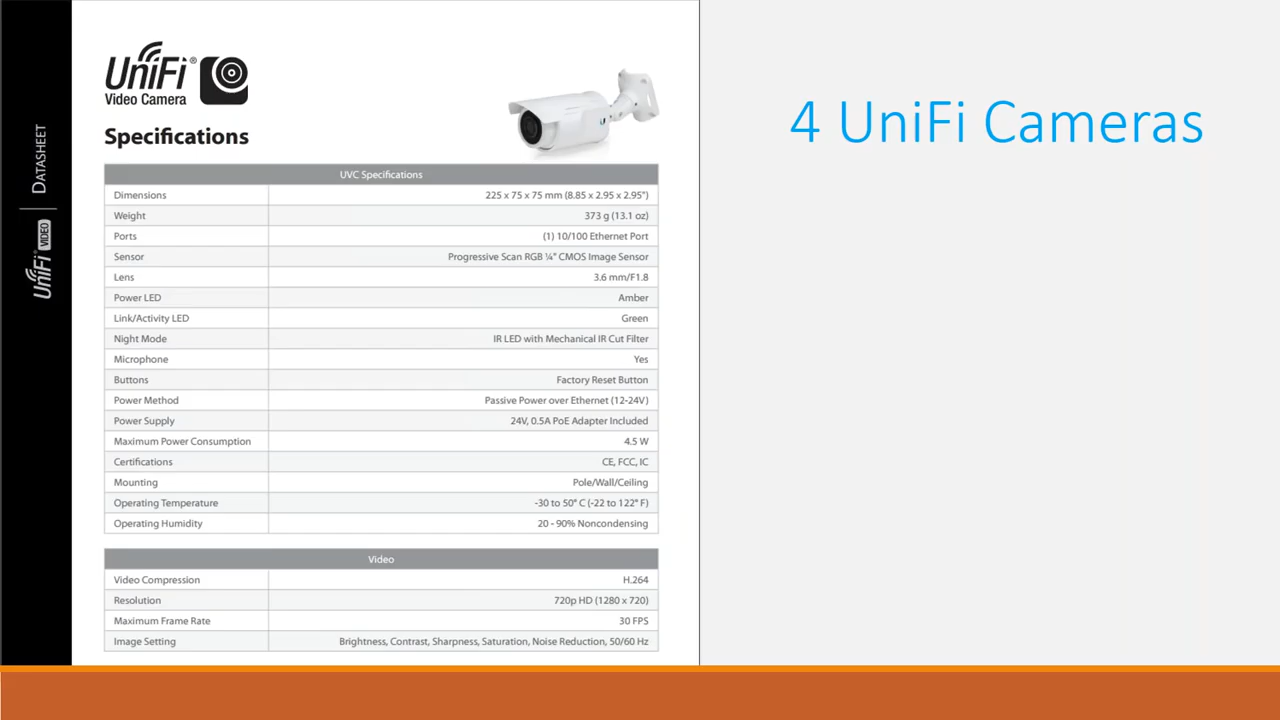 UniFi®
Video Camera
Specifications
DATASHEET
UniFi® VIDEO
UVC Specifications
Dimensions 225 x 75 x 75 mm (8.85 x 2.95 x 2.95")
Weight 373 g (13.1 oz)
Ports (1) 10/100 Ethernet Port
Sensor Progressive Scan RGB ¼" CMOS Image Sensor
Lens 3.6 mm/F1.8
Power LED Amber
Link/Activity LED Green
Night Mode IR LED with Mechanical IR Cut Filter
Microphone Yes
Buttons Factory Reset Button
Power Method Passive Power over Ethernet (12-24V)
Power Supply 24V, 0.5A PoE Adapter Included
Maximum Power Consumption 4.5 W
Certifications CE, FCC, IC
Mounting Pole/Wall/Ceiling
Operating Temperature -30 to 50° C (-22 to 122° F)
Operating Humidity 20 - 90% Noncondensing
Video
Video Compression H.264
Resolution 720p HD (1280 x 720)
Maximum Frame Rate 30 FPS
Image Setting Brightness, Contrast, Sharpness, Saturation, Noise Reduction, 50/60 Hz
4 UniFi Cameras